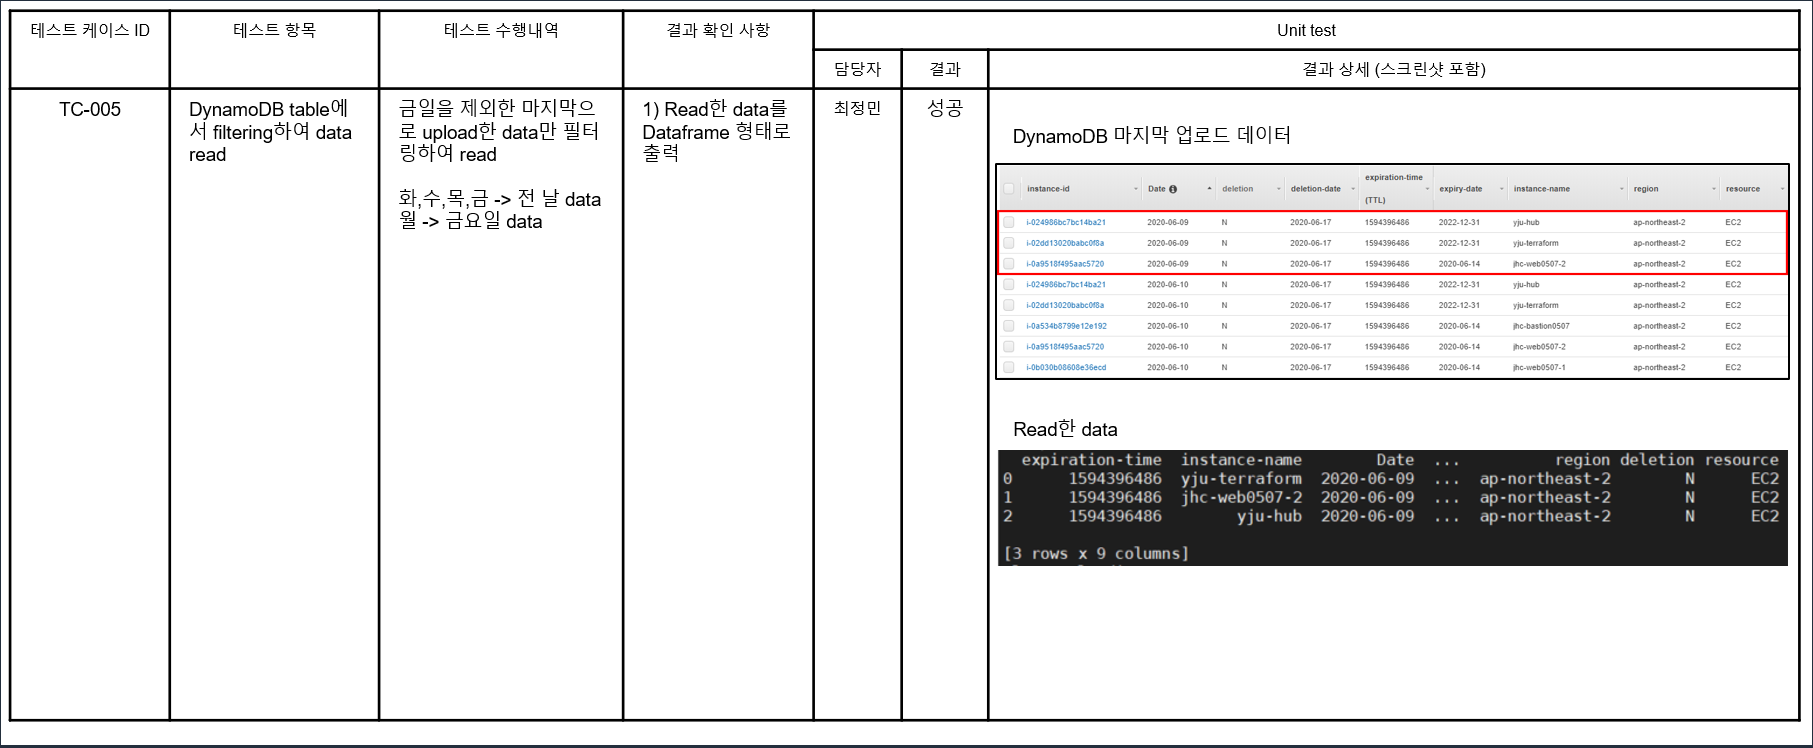 테스트 케이스 ID 테스트 항목 테스트 수행내역 결과 확인 사항 Unit test
담당자 결과 결과 상세 (스크린샷 포함)
TC-005
DynamoDB table에
서 filtering하여 data
read
금일을 제외한 마지막으
로 upload한 data만 필터
링하여 read
화,수,목,금 -> 전 날 data
월 -> 금요일 data
1) Read한 data를
Dataframe 형태로
출력
최정민
성공
DynamoDB 마지막 업로드 데이터
instance-id Date deletion deletion-date expiration-time (TTL) expiry-date instance-name region resource
i-024986bc7bc14ba21 2020-06-09 N 2020-06-17 1594396486 2022-12-31 yju-hub ap-northeast-2 EC2
i-02dd13020babc0f8a 2020-06-09 N 2020-06-17 1594396486 2022-12-31 yju-terraform ap-northeast-2 EC2
i-0a9518f495aac5720 2020-06-09 N 2020-06-17 1594396486 2020-06-14 jhc-web0507-2 ap-northeast-2 EC2
i-024986bc7bc14ba21 2020-06-10 N 2020-06-17 1594396486 2022-12-31 yju-hub ap-northeast-2 EC2
i-02dd13020babc0f8a 2020-06-10 N 2020-06-17 1594396486 2022-12-31 yju-terraform ap-northeast-2 EC2
i-0a534b8799e12e192 2020-06-10 N 2020-06-17 1594396486 2020-06-14 jhc-bastion0507 ap-northeast-2 EC2
i-0a9518f495aac5720 2020-06-10 N 2020-06-17 1594396486 2020-06-14 jhc-web0507-2 ap-northeast-2 EC2
i-0b030b08608e36ecd 2020-06-10 N 2020-06-17 1594396486 2020-06-14 jhc-web0507-1 ap-northeast-2 EC2
Read한 data
expiration-time instance-name Date ... region deletion resource
0 1594396486 yju-terraform 2020-06-09 ... ap-northeast-2 N EC2
1 1594396486 jhc-web0507-2 2020-06-09 ... ap-northeast-2 N EC2
2 1594396486 yju-hub 2020-06-09 ... ap-northeast-2 N EC2
[3 rows x 9 columns]